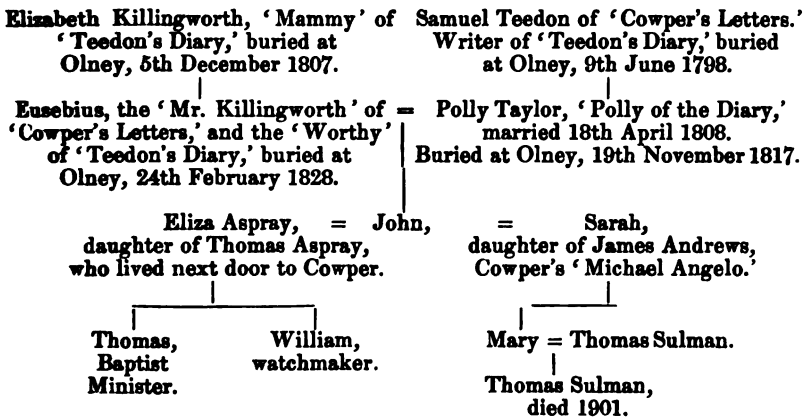 Elizabeth Killingworth, ‘Mammy’ of
‘Teedon’s Diary,’ buried at
Olney, 5th December 1807.
Samuel Teedon of ‘Cowper’s Letters.’
Writer of ‘Teedon’s Diary,’ buried
at Olney, 9th June 1798.
Eusebius, the ‘Mr. Killingworth’ of
‘Cowper’s Letters,’ and the ‘Worthy’
of ‘Teedon’s Diary,’ buried at
Olney, 24th February 1828.
=
Polly Taylor, ‘Polly of the Diary,’
married 18th April 1808.
Buried at Olney, 19th November 1817.
Eliza Aspray, = John, = Sarah,
daughter of Thomas Aspray,
who lived next door to Cowper.
daughter of James Andrews,
Cowper’s ‘Michael Angelo.’
Thomas,
Baptist
Minister.
William,
watchmaker.
Mary = Thomas Sulman.
Thomas Sulman,
died 1901.